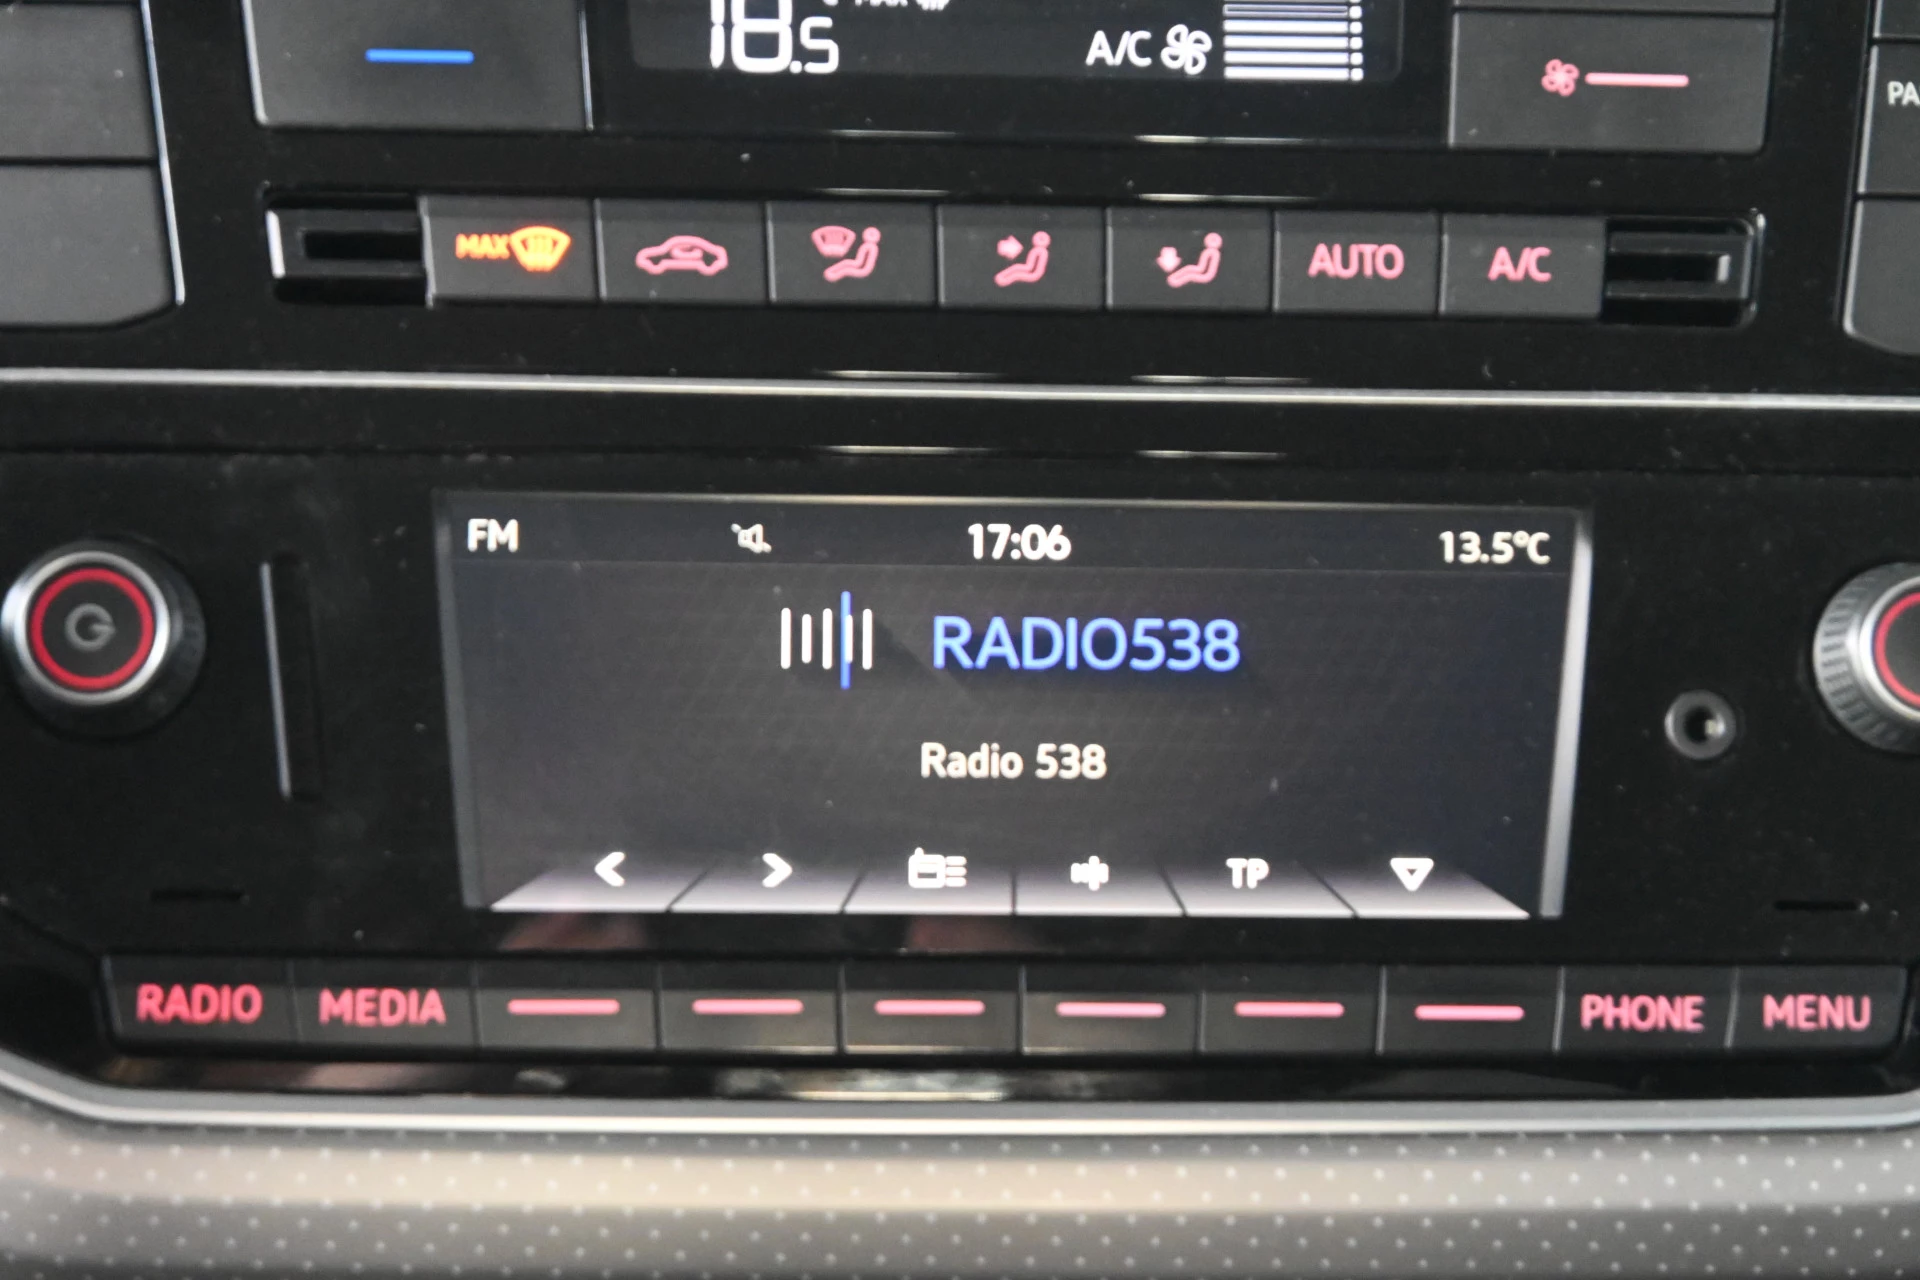 18.5
A/C
PA
MAX
AUTO
A/C
FM
17:06
13.5°C
RADIO538
Radio 538
TP
RADIO
MEDIA
PHONE
MENU